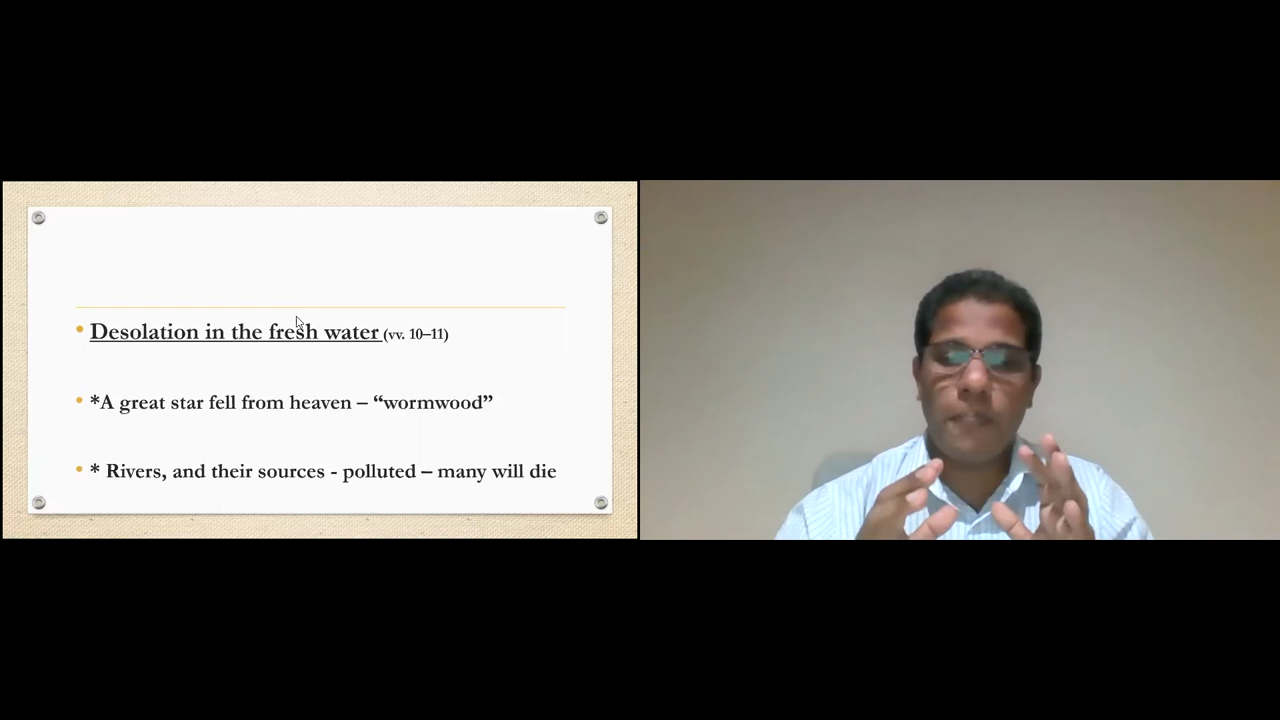 • Desolation in the fresh water (vv. 10–11)
• *A great star fell from heaven – “wormwood”
• * Rivers, and their sources - polluted – many will die